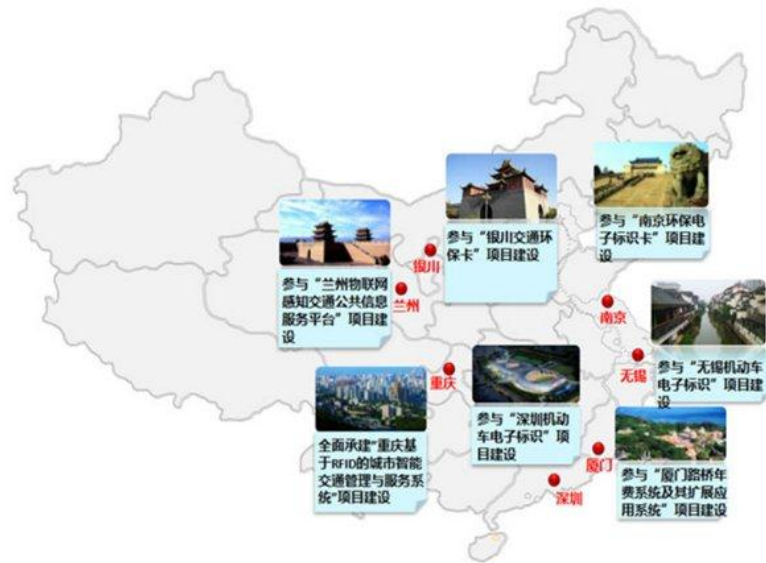 参与“银川交通环
保卡”项目建设
参与“南京环保电
子标识卡”项目建
设
参与“兰州物联网
感知交通公共信息
服务平台”项目建
设
银川
兰州
南京
无锡
参与“无锡机动车
电子标识”项目建
设
重庆
全面承建“重庆基
于RFID的城市智能
交通管理与服务系
统”项目建设
参与“深圳机动
车电子标识”项
目建设
厦门
深圳
参与“厦门路桥年
费系统及其扩展应
用系统”项目建设